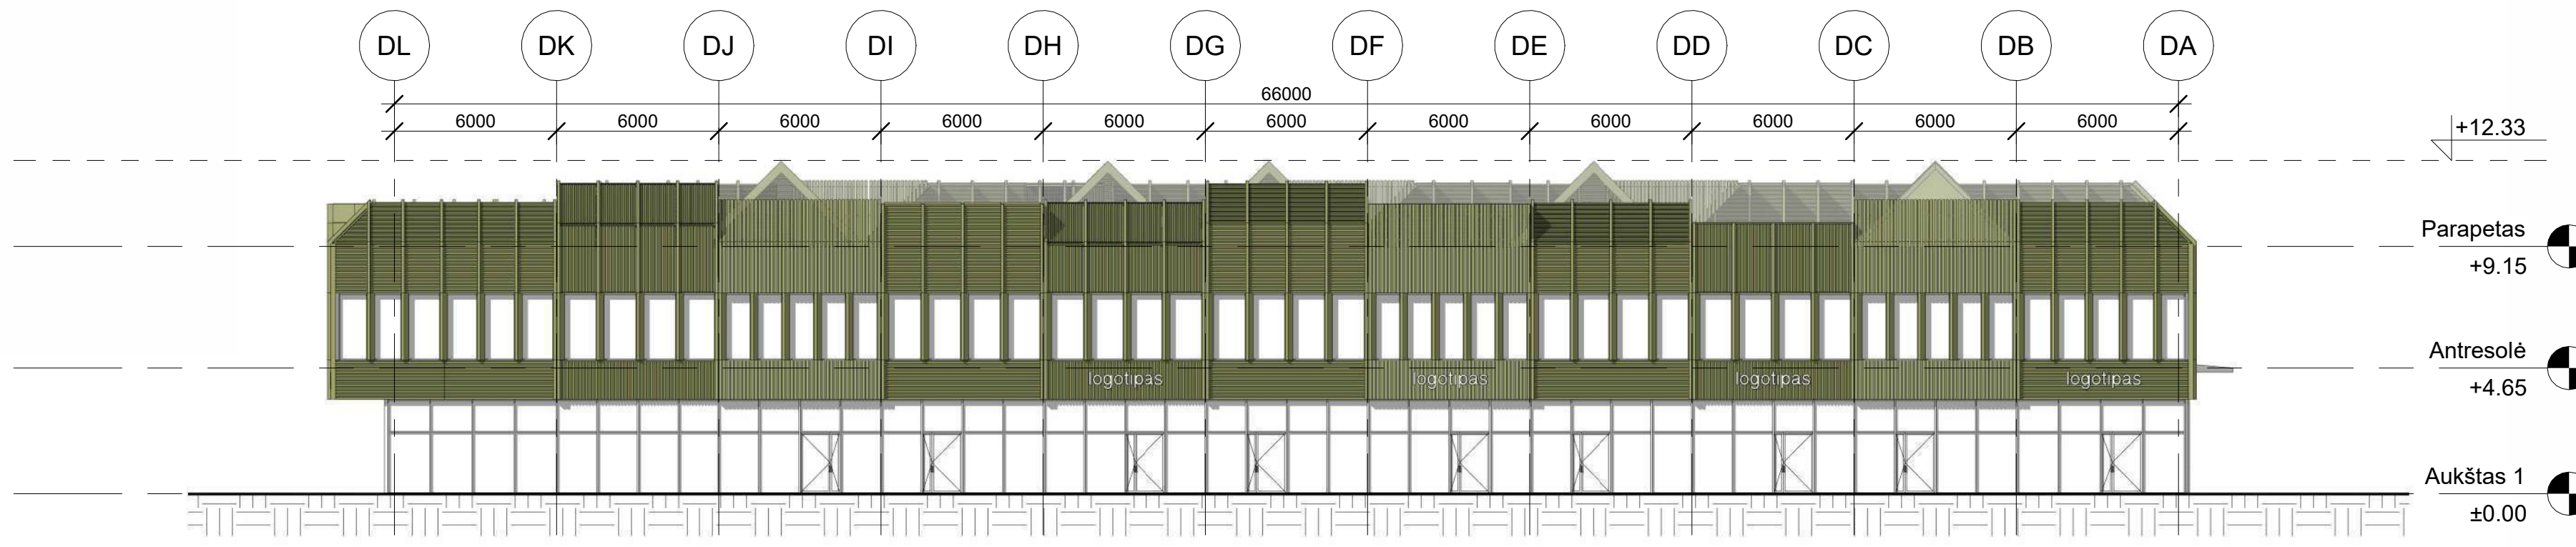 DL DK DJ DI DH DG DF DE DD DC DB DA
66000
6000 6000 6000 6000 6000 6000 6000 6000 6000 6000 6000
+12.33
Parapetas
+9.15
Antresolė
+4.65
logotipas logotipas logotipas logotipas
Aukštas 1
±0.00